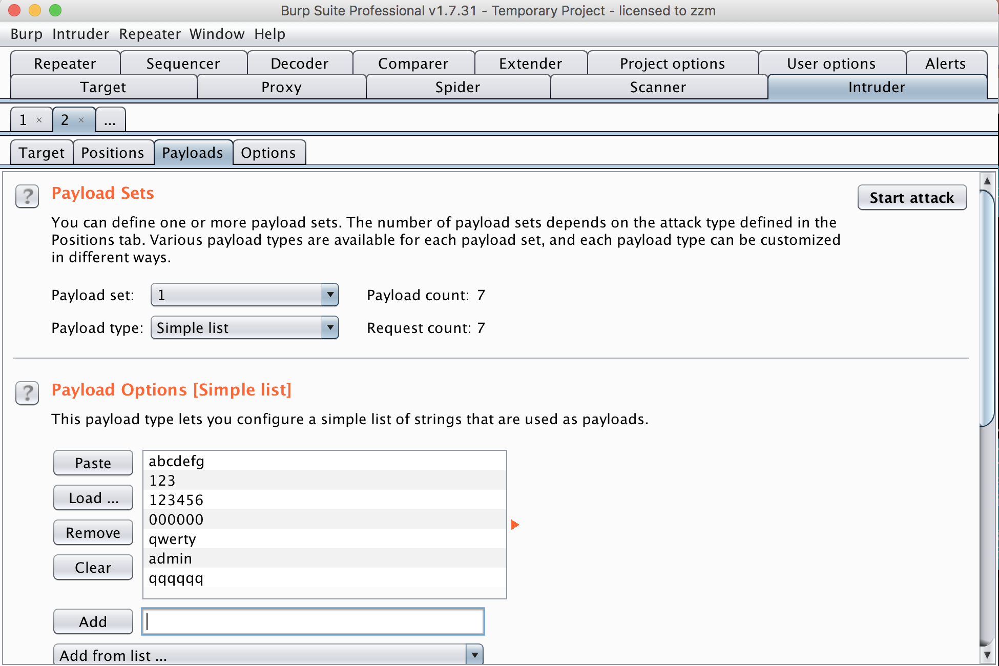 Burp Suite Professional v1.7.31 - Temporary Project - licensed to zzm
Burp Intruder Repeater Window Help
Repeater Sequencer Decoder Comparer Extender Project options User options Alerts
Target Proxy Spider Scanner Intruder
1 × 2 × ...
Target Positions Payloads Options
? Payload Sets
Start attack
You can define one or more payload sets. The number of payload sets depends on the attack type defined in the
Positions tab. Various payload types are available for each payload set, and each payload type can be customized
in different ways.
Payload set: 1 Payload count: 7
Payload type: Simple list Request count: 7
? Payload Options [Simple list]
This payload type lets you configure a simple list of strings that are used as payloads.
Paste
Load ...
Remove
Clear
abcdefg
123
123456
000000
qwerty
admin
qqqqqq
Add
Add from list ...